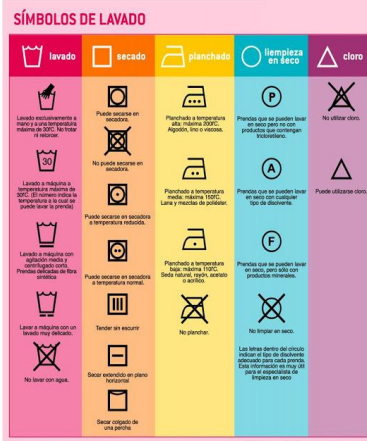 SÍMBOLOS DE LAVADO
lavado
Lavado exclusivamente a
mano y a una temperatura
máxima de 30ºC. No frotar
ni retorcer.
30
Lavado a máquina a
temperatura máxima de
30ºC. (El número indica la
temperatura a la cual se
puede lavar la prenda)
Lavado a máquina con
agitación media y
centrifugado corto.
Prendas delicadas de fibra
sintética
Lavar a máquina con un
lavado muy delicado.
No lavar con agua.
secado
Puede secarse en
secadora.
No puede secarse en
secadora.
Puede secarse en secadora
a temperatura reducida.
Puede secarse en secadora
a temperatura normal.
Tender sin escurrir
Secar extendido en plano
horizontal
Secar colgado de
una percha
planchado
Planchado a temperatura
alta: máxima 200ºC.
Algodón, lino o viscosa.
Planchado a temperatura
media: máxima 150ºC.
Lana y mezclas de poliéster.
Planchado a temperatura
baja: máxima 110ºC.
Seda natural, rayón, acetato
o acrílico.
No planchar.
liempieza
en seco
P
Prendas que se pueden lavar
en seco pero no con
productos que contengan
tricloretileno.
A
Prendas que se pueden lavar
en seco con cualquier
tipo de disolvente.
F
Prendas que se pueden lavar
en seco, pero sólo con
productos minerales.
No limpiar en seco.
Las letras dentro del círculo
indican el tipo de disolvente
adecuado para cada prenda.
Esta información es muy útil
para el especialista de
limpieza en seco
cloro
No utilizar cloro.
Puede utilizarse cloro.